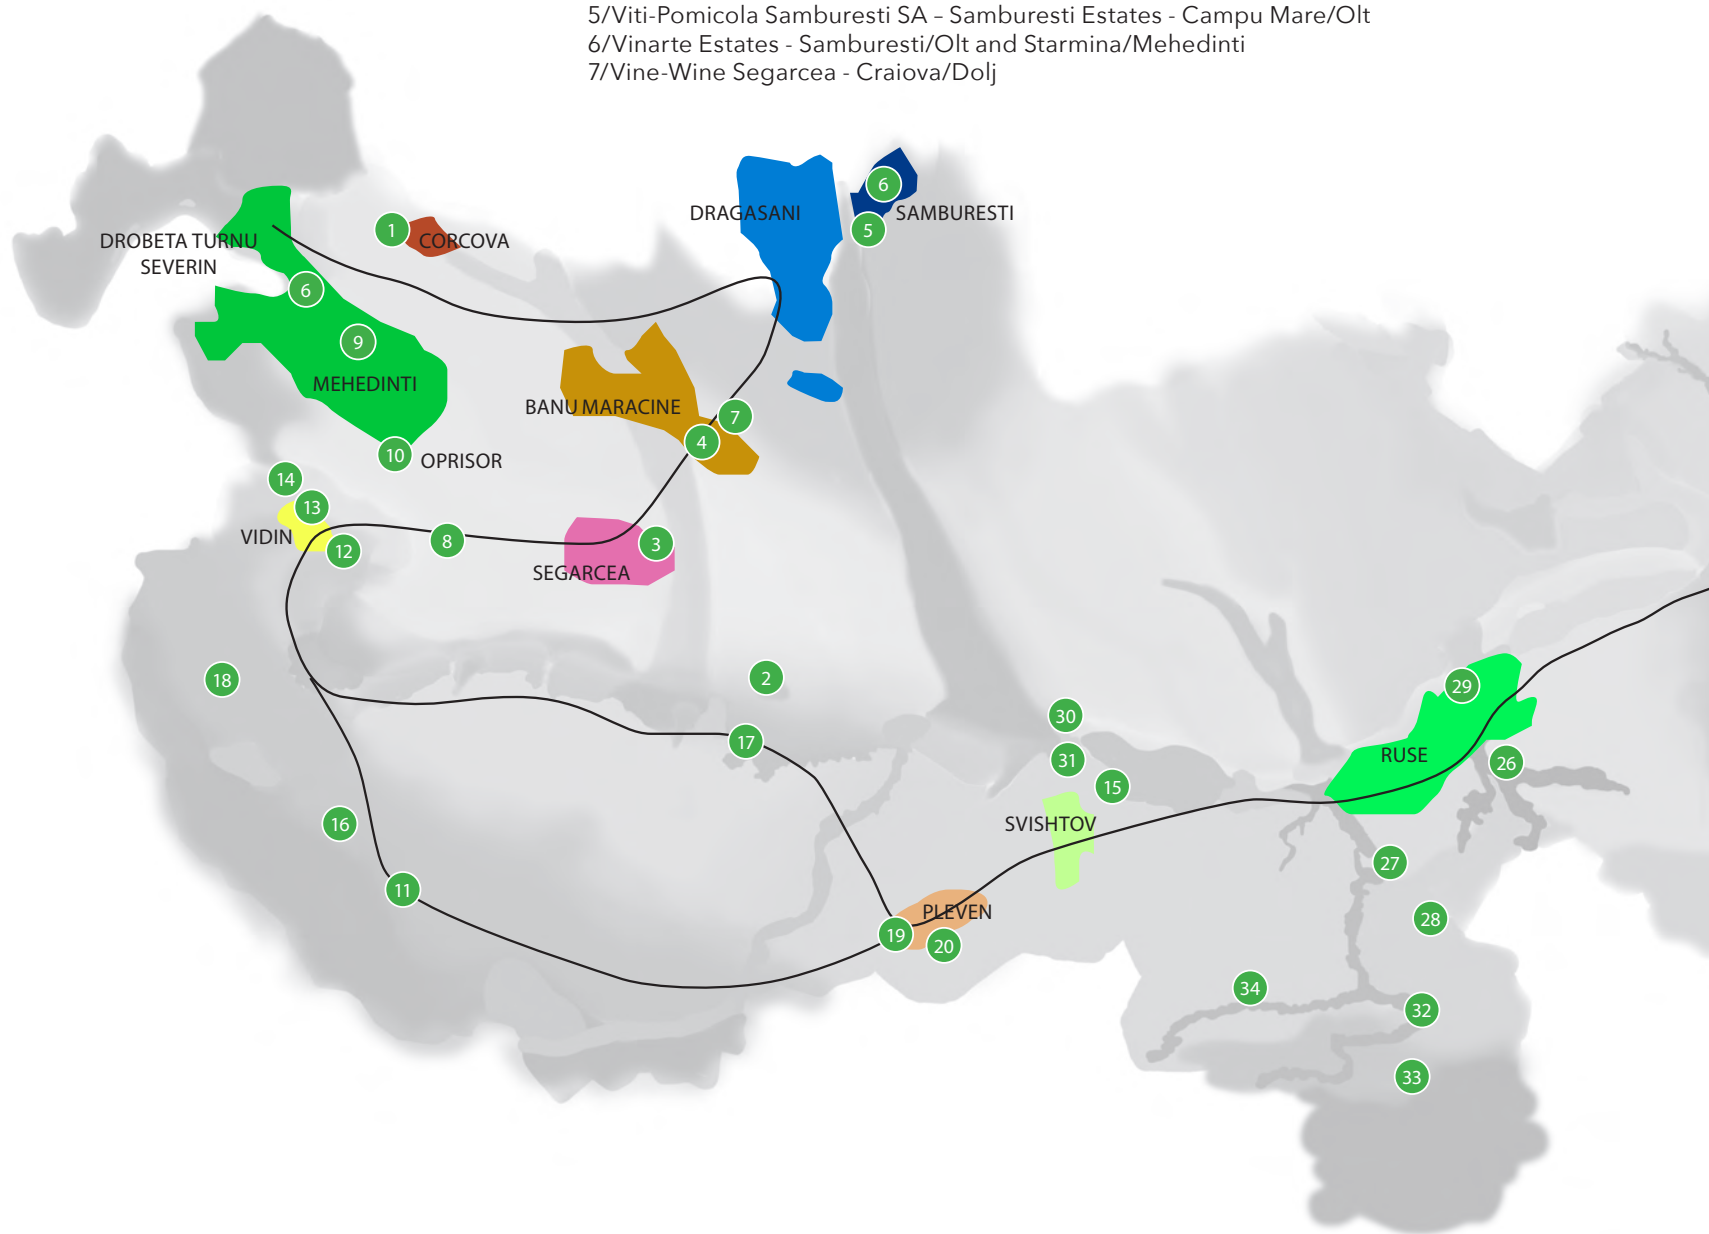 5/Viti-Pomicola Samburesti SA – Samburesti Estates - Campu Mare/Olt
6/Vinarte Estates - Samburesti/Olt and Starmina/Mehedinti
7/Vine-Wine Segarcea - Craiova/Dolj
6
DRAGASANI
SAMBURESTI
5
1
CORCOVA
DROBETA TURNU
SEVERIN
6
9
MEHEDINTI
BANU MARACINE
7
4
10
OPRISOR
14
13
VIDIN
12
8
3
SEGARCEA
18
2
29
30
17
31
RUSE
26
15
16
SVISHTOV
27
11
PLEVEN
28
19
20
34
32
33